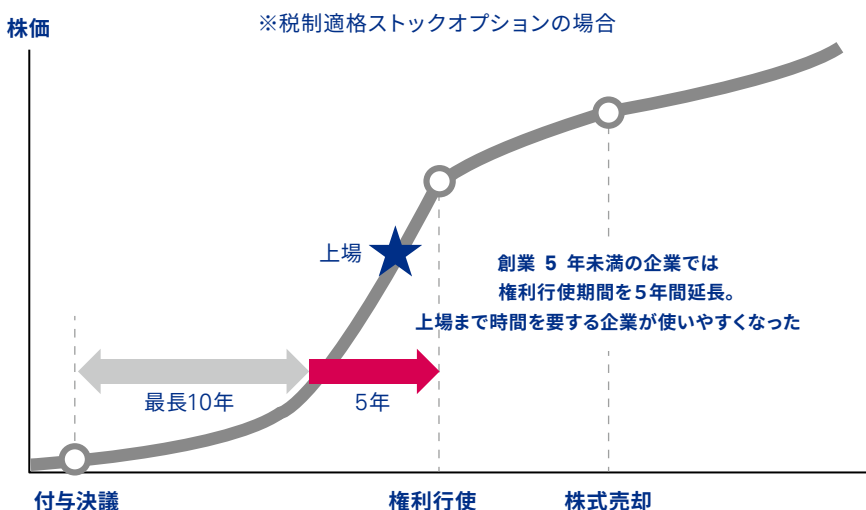 株価
※税制適格ストックオプションの場合
上場
創業 5 年未満の企業では
権利行使期間を5年間延長。
上場まで時間を要する企業が使いやすくなった
最長10年
5年
付与決議
権利行使
株式売却